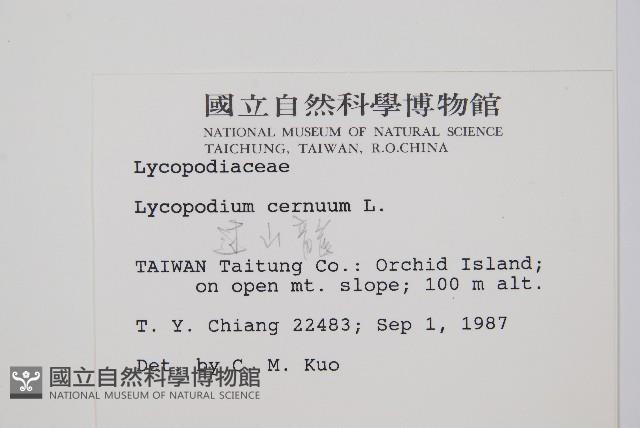 國立自然科學博物館
NATIONAL MUSEUM OF NATURAL SCIENCE
TAICHUNG, TAIWAN, R.O.CHINA
Lycopodiaceae
Lycopodium cernuum L.
过山龍
TAIWAN Taitung Co.: Orchid Island;
on open mt. slope; 100 m alt.
T. Y. Chiang 22483; Sep 1, 1987
Det. by C. M. Kuo
國立自然科學博物館
NATIONAL MUSEUM OF NATURAL SCIENCE